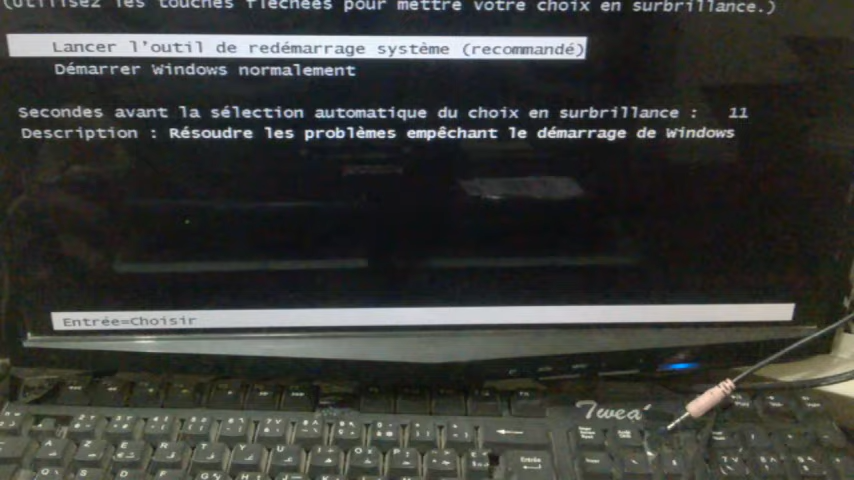 (Utilisez les touches fléchées pour mettre votre choix en surbrillance.)
Lancer l'outil de redémarrage système (recommandé)
Démarrer Windows normalement
Secondes avant la sélection automatique du choix en surbrillance : 11
Description : Résoudre les problèmes empêchant le démarrage de Windows
Entrée=Choisir